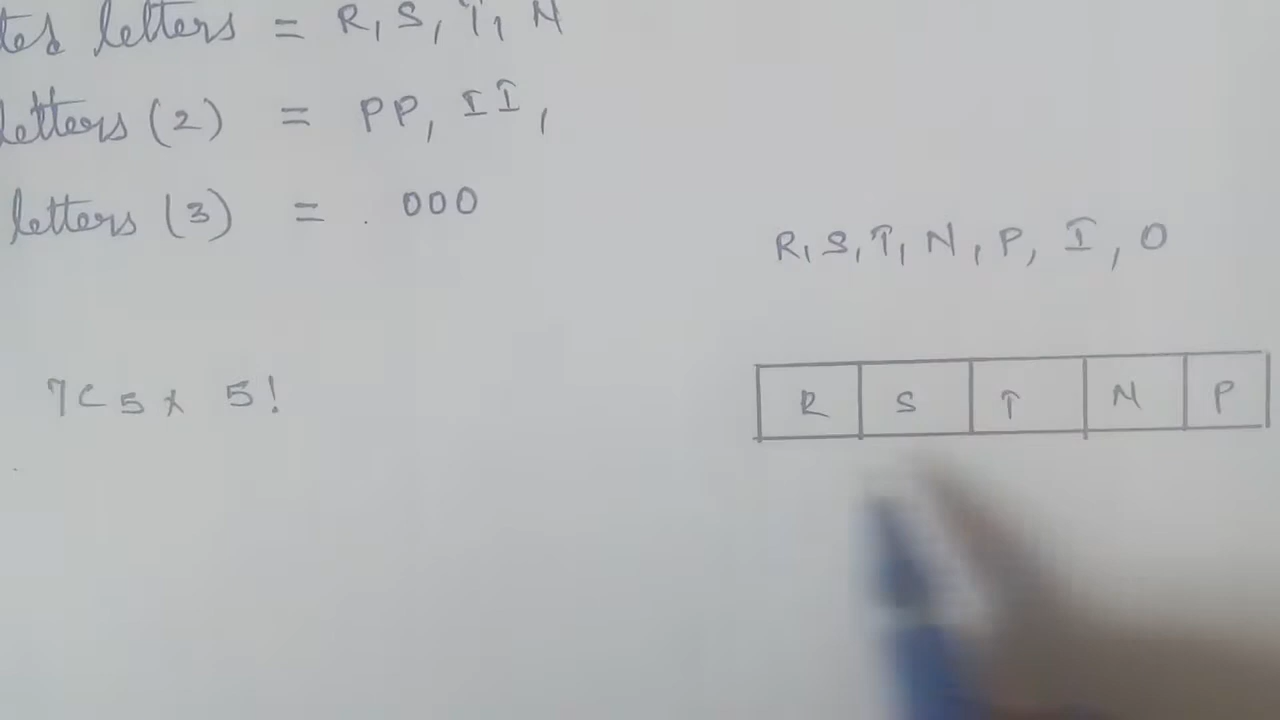 letters = R, S, T, N
letters (2) = PP, II,
letters (3) = . OOO
R, S, T, N, P, I, O
7C5 x 5!
R S T N P